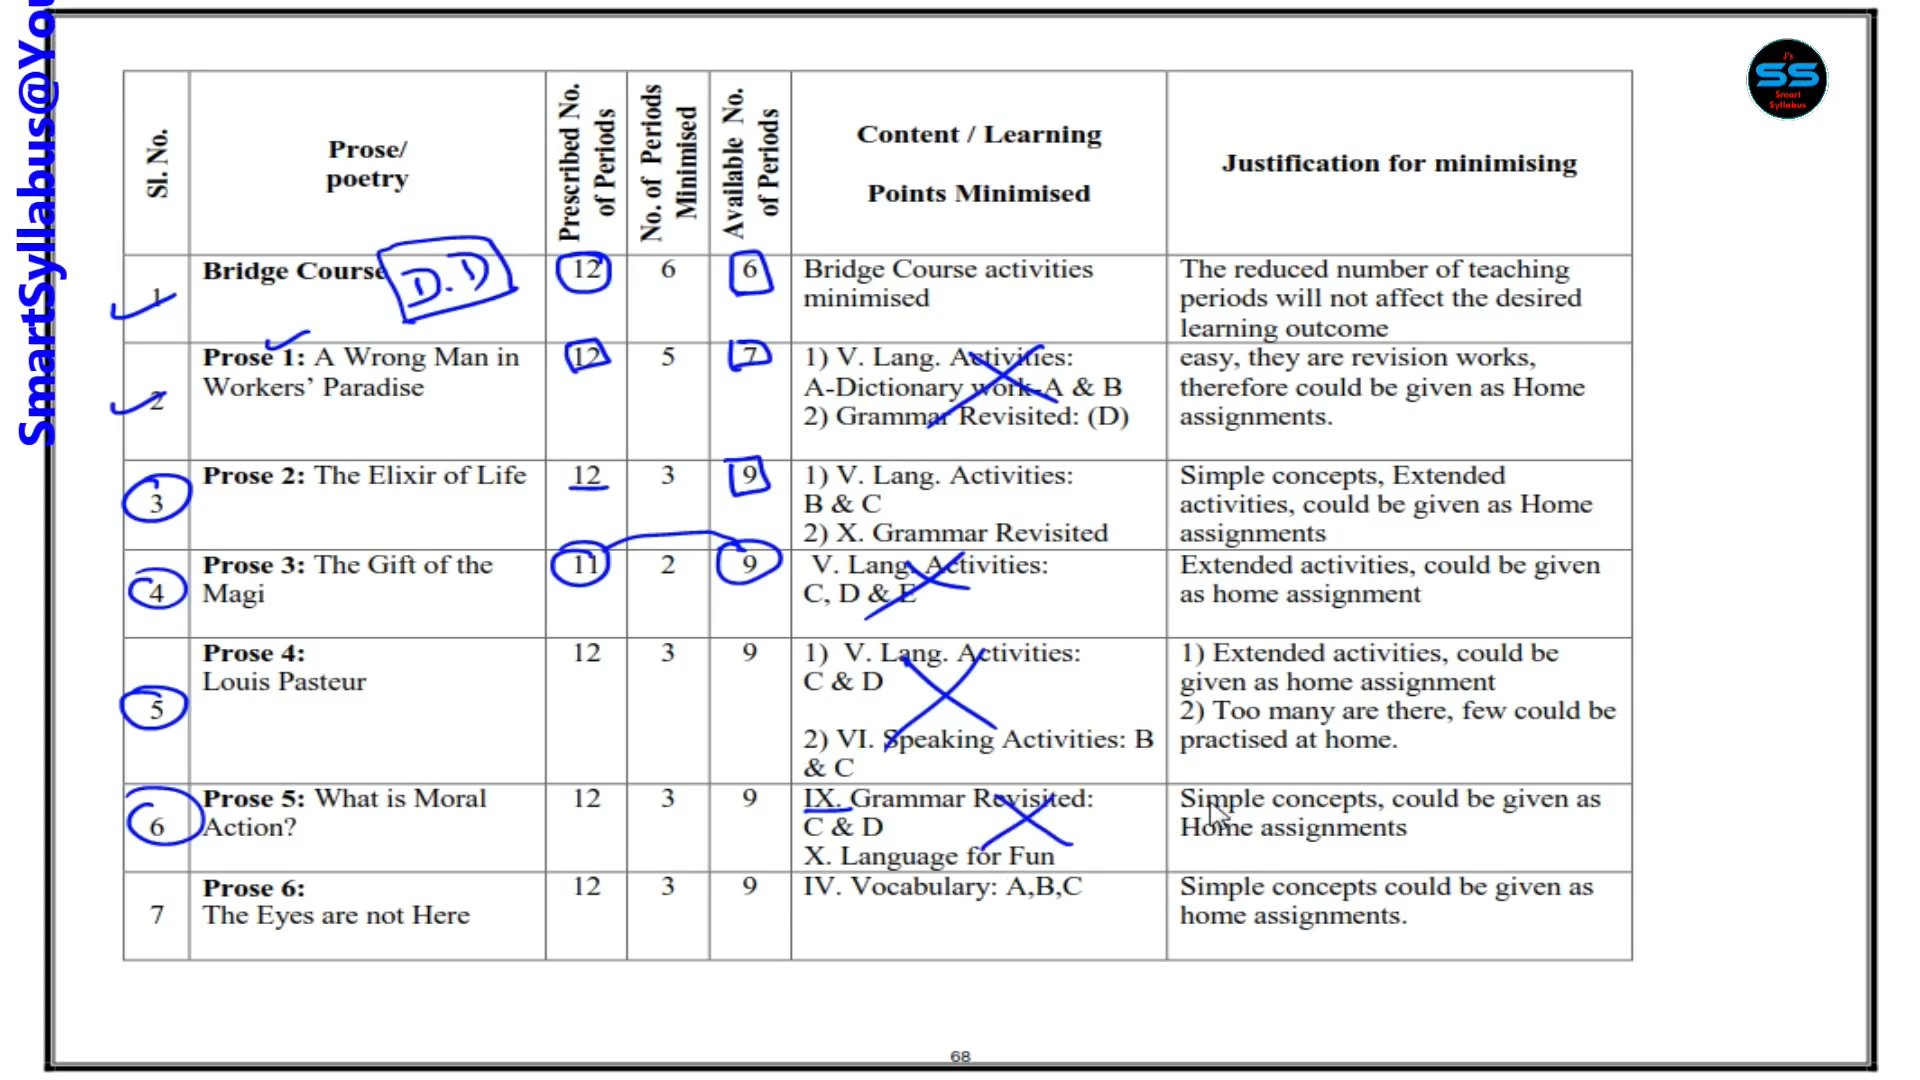 SmartSyllabus@You
J's
SS
Smart
Syllabus
Sl. No.
Prose/
poetry
Prescribed No.
of Periods
No. of Periods
Minimised
Available No.
of Periods
Content / Learning
Points Minimised
Justification for minimising
1
Bridge Course
D.D
12
6
6
Bridge Course activities
minimised
The reduced number of teaching
periods will not affect the desired
learning outcome
2
Prose 1: A Wrong Man in
Workers' Paradise
12
5
7
1) V. Lang. Activities:
A-Dictionary work-A & B
2) Grammar Revisited: (D)
easy, they are revision works,
therefore could be given as Home
assignments.
3
Prose 2: The Elixir of Life
12
3
9
1) V. Lang. Activities:
B & C
2) X. Grammar Revisited
Simple concepts, Extended
activities, could be given as Home
assignments
4
Prose 3: The Gift of the
Magi
11
2
9
V. Lang. Activities:
C, D & E
Extended activities, could be given
as home assignment
5
Prose 4:
Louis Pasteur
12
3
9
1) V. Lang. Activities:
C & D
2) VI. Speaking Activities: B
& C
1) Extended activities, could be
given as home assignment
2) Too many are there, few could be
practised at home.
6
Prose 5: What is Moral
Action?
12
3
9
IX. Grammar Revisited:
C & D
X. Language for Fun
Simple concepts, could be given as
Home assignments
7
Prose 6:
The Eyes are not Here
12
3
9
IV. Vocabulary: A,B,C
Simple concepts could be given as
home assignments.
68